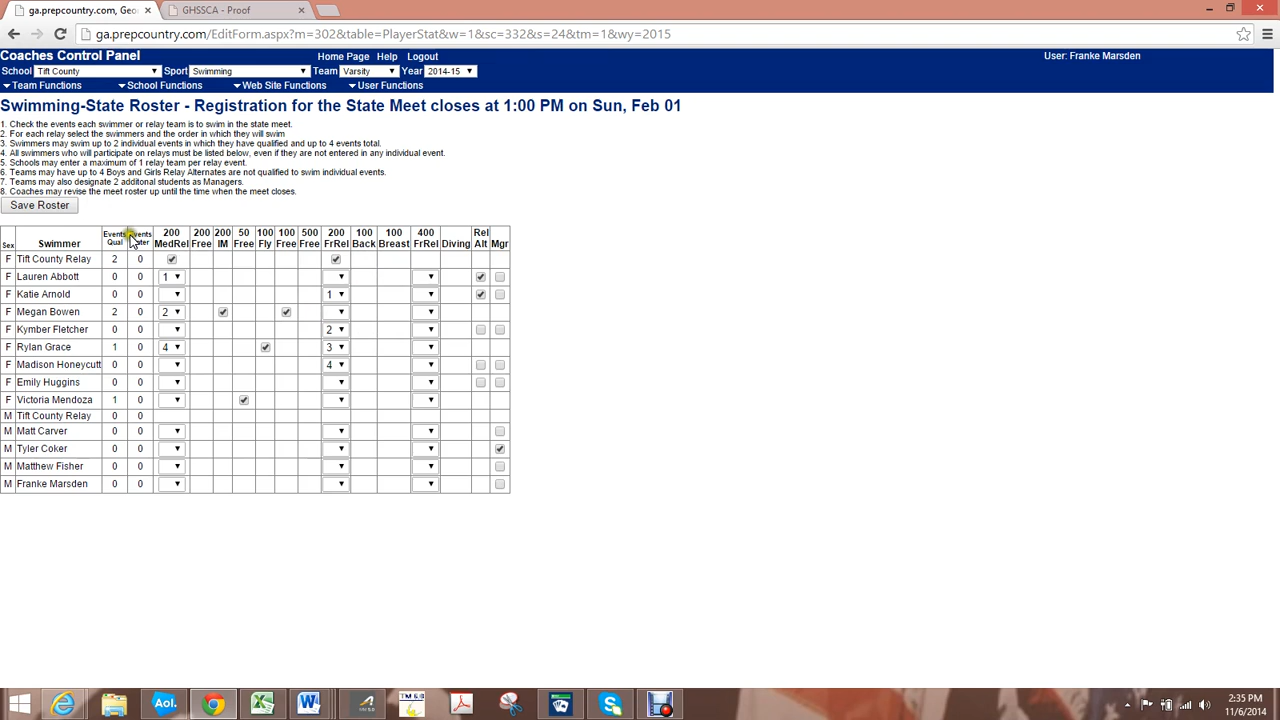 ga.prepcountry.com, Geo
GHSSCA - Proof
ga.prepcountry.com/EditForm.aspx?m=302&table=PlayerStat&w=1&sc=332&s=24&tm=1&wy=2015
Coaches Control Panel Home Page Help Logout User: Franke Marsden
School Tift County Sport Swimming Team Varsity Year 2014-15
Team Functions School Functions Web Site Functions User Functions
Swimming-State Roster - Registration for the State Meet closes at 1:00 PM on Sun, Feb 01
1. Check the events each swimmer or relay team is to swim in the state meet.
2. For each relay select the swimmers and the order in which they will swim
3. Swimmers may swim up to 2 individual events in which they have qualified and up to 4 events total.
4. All swimmers who will participate on relays must be listed below, even if they are not entered in any individual event.
5. Schools may enter a maximum of 1 relay team per relay event.
6. Teams may have up to 4 Boys and Girls Relay Alternates are not qualified to swim individual events.
7. Teams may also designate 2 additonal students as Managers.
8. Coaches may revise the meet roster up until the time when the meet closes.
Save Roster
Sex Swimmer Events Qual 200 MedRel 200 Free 200 IM 50 Free 100 Fly 100 Free 500 Free 200 FrRel 100 Back 100 Breast 400 FrRel Diving Rel Alt Mgr
F Tift County Relay 2 0
F Lauren Abbott 0 0 1
F Katie Arnold 0 0 1
F Megan Bowen 2 0 2
F Kymber Fletcher 0 0 2
F Rylan Grace 1 0 4 3
F Madison Honeycutt 0 0 4
F Emily Huggins 0 0
F Victoria Mendoza 1 0
M Tift County Relay 0 0
M Matt Carver 0 0
M Tyler Coker 0 0
M Matthew Fisher 0 0
M Franke Marsden 0 0
Aol.
TM 5.0
2:35 PM
11/6/2014